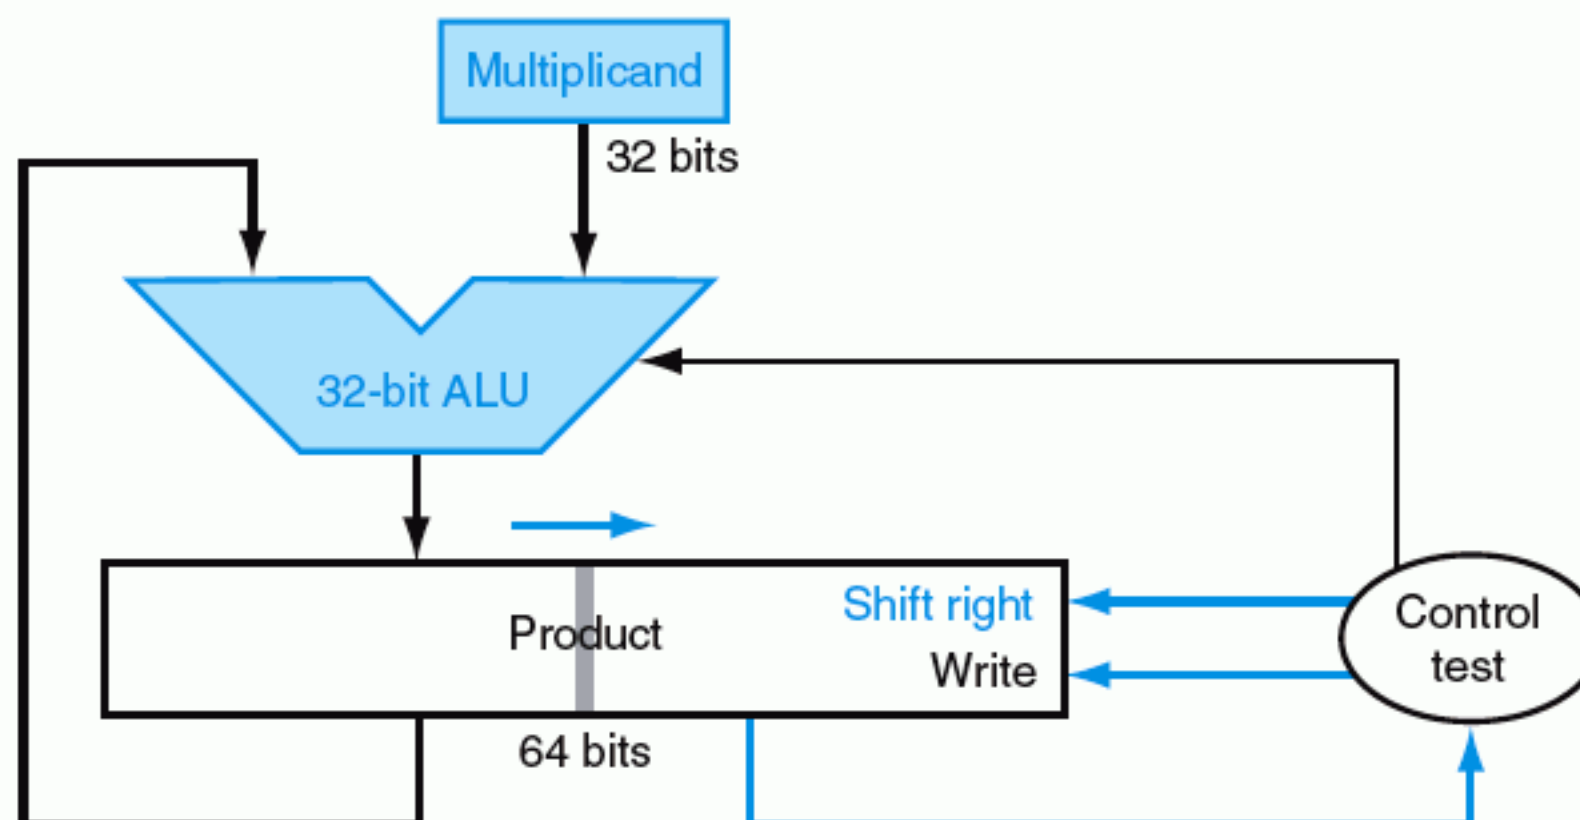 Multiplicand
32 bits
32-bit ALU
Product
Shift right
Write
Control
test
64 bits